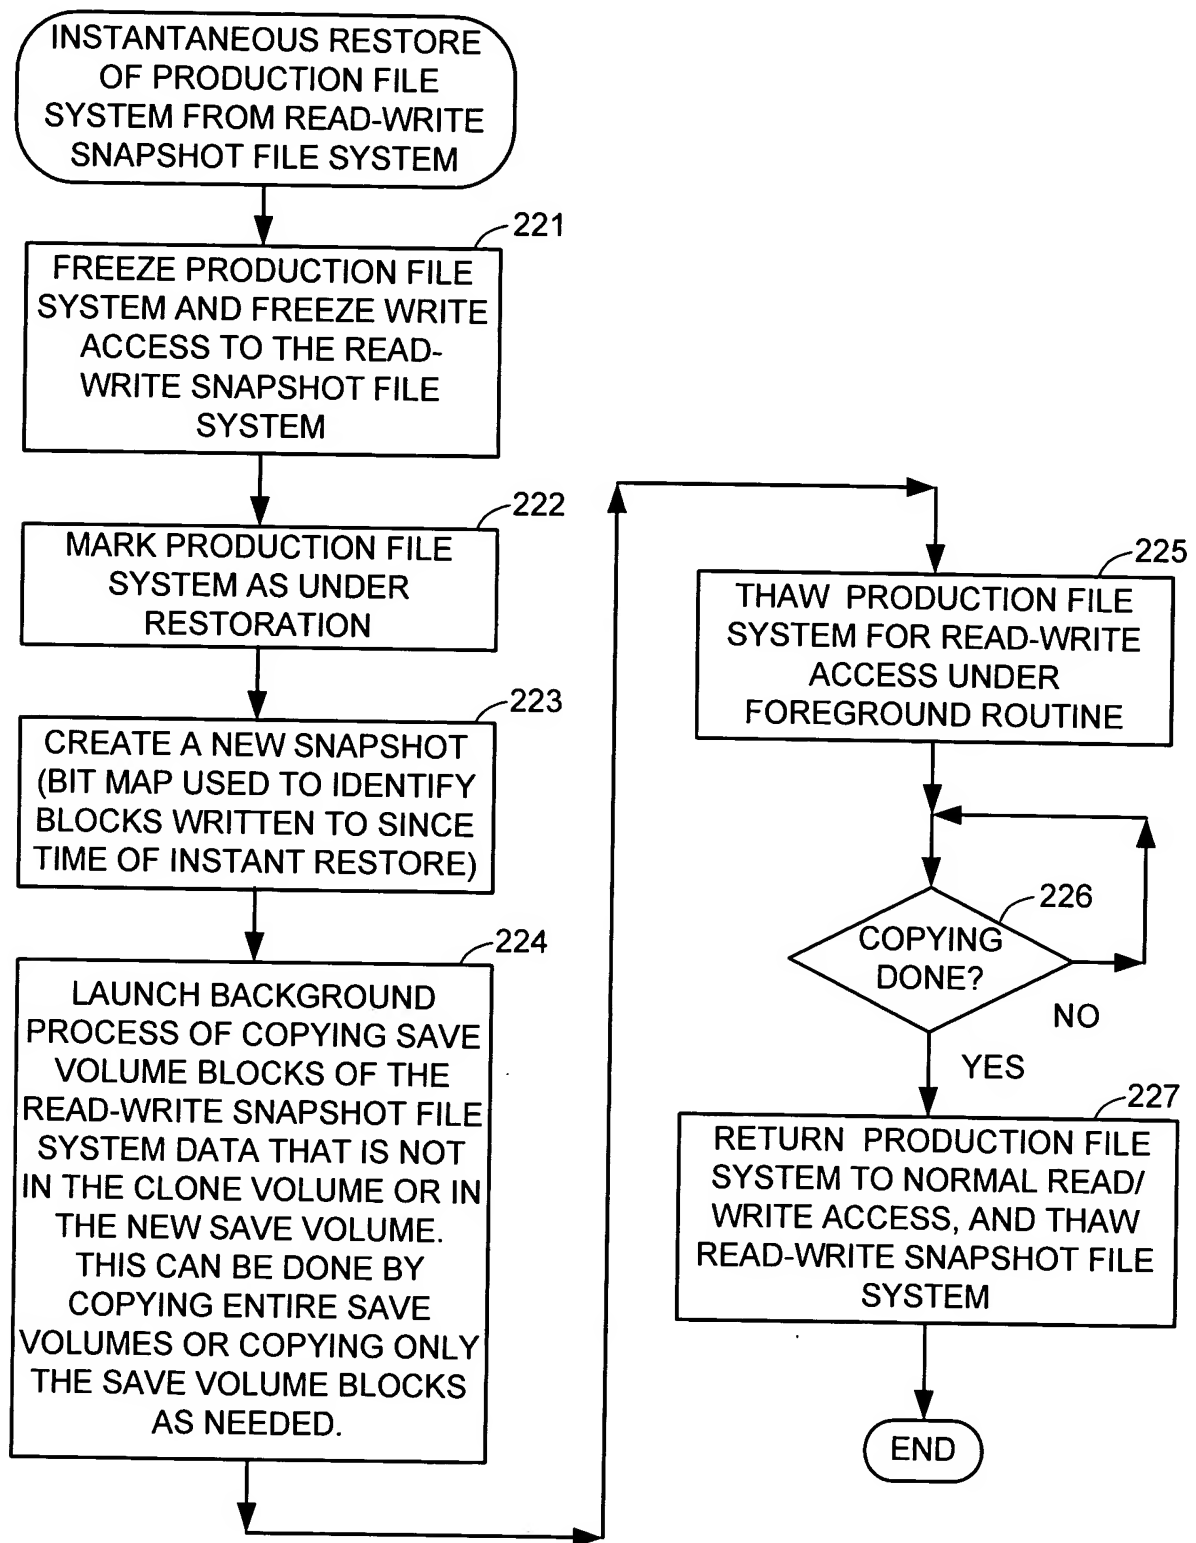 INSTANTANEOUS RESTORE
OF PRODUCTION FILE
SYSTEM FROM READ-WRITE
SNAPSHOT FILE SYSTEM
221
FREEZE PRODUCTION FILE
SYSTEM AND FREEZE WRITE
ACCESS TO THE READ-
WRITE SNAPSHOT FILE
SYSTEM
222
MARK PRODUCTION FILE
SYSTEM AS UNDER
RESTORATION
223
CREATE A NEW SNAPSHOT
(BIT MAP USED TO IDENTIFY
BLOCKS WRITTEN TO SINCE
TIME OF INSTANT RESTORE)
224
LAUNCH BACKGROUND
PROCESS OF COPYING SAVE
VOLUME BLOCKS OF THE
READ-WRITE SNAPSHOT FILE
SYSTEM DATA THAT IS NOT
IN THE CLONE VOLUME OR IN
THE NEW SAVE VOLUME.
THIS CAN BE DONE BY
COPYING ENTIRE SAVE
VOLUMES OR COPYING ONLY
THE SAVE VOLUME BLOCKS
AS NEEDED.
225
THAW PRODUCTION FILE
SYSTEM FOR READ-WRITE
ACCESS UNDER
FOREGROUND ROUTINE
226
COPYING
DONE?
NO
YES
227
RETURN PRODUCTION FILE
SYSTEM TO NORMAL READ/
WRITE ACCESS, AND THAW
READ-WRITE SNAPSHOT FILE
SYSTEM
END